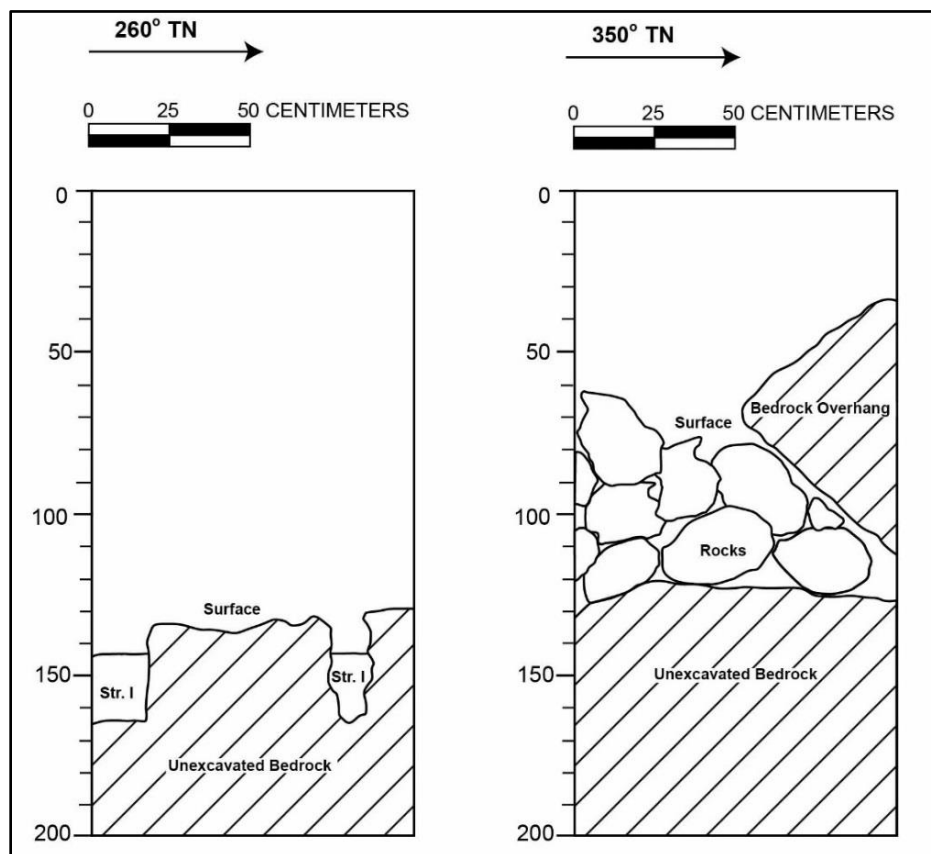 260° TN
0 25 50 CENTIMETERS
0
50
100
150
200
Surface
Str. I
Str. I
Unexcavated Bedrock
350° TN
0 25 50 CENTIMETERS
0
50
100
150
200
Bedrock Overhang
Surface
Rocks
Unexcavated Bedrock